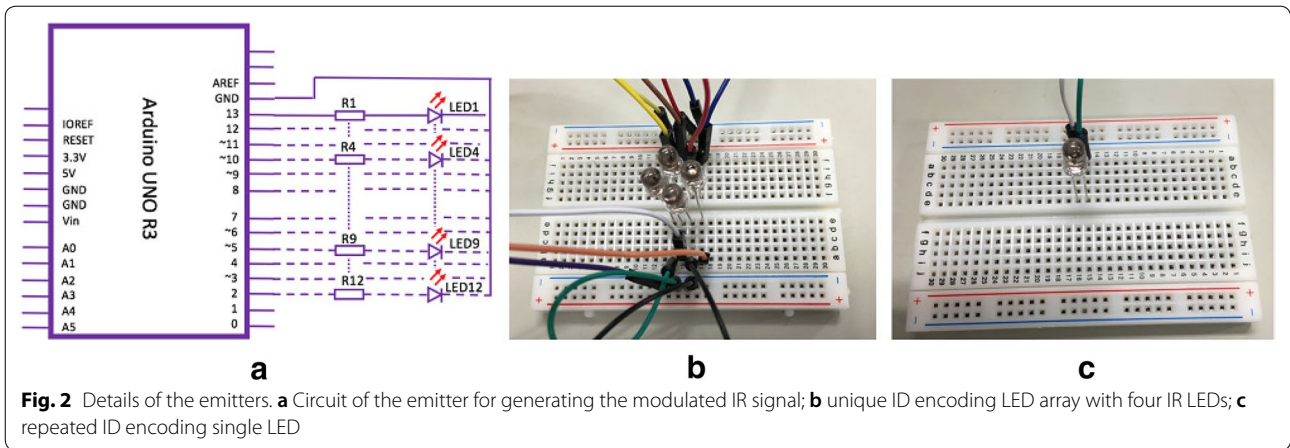 Arduino UNO R3
IOREF
RESET
3.3V
5V
GND
GND
Vin
A0
A1
A2
A3
A4
A5
AREF
GND
13
12
~11
~10
~9
8
7
~6
~5
4
~3
2
1
0
R1
LED1
R4
LED4
R9
LED9
R12
LED12
a
b
c
Fig. 2 Details of the emitters. a Circuit of the emitter for generating the modulated IR signal; b unique ID encoding LED array with four IR LEDs; c
repeated ID encoding single LED